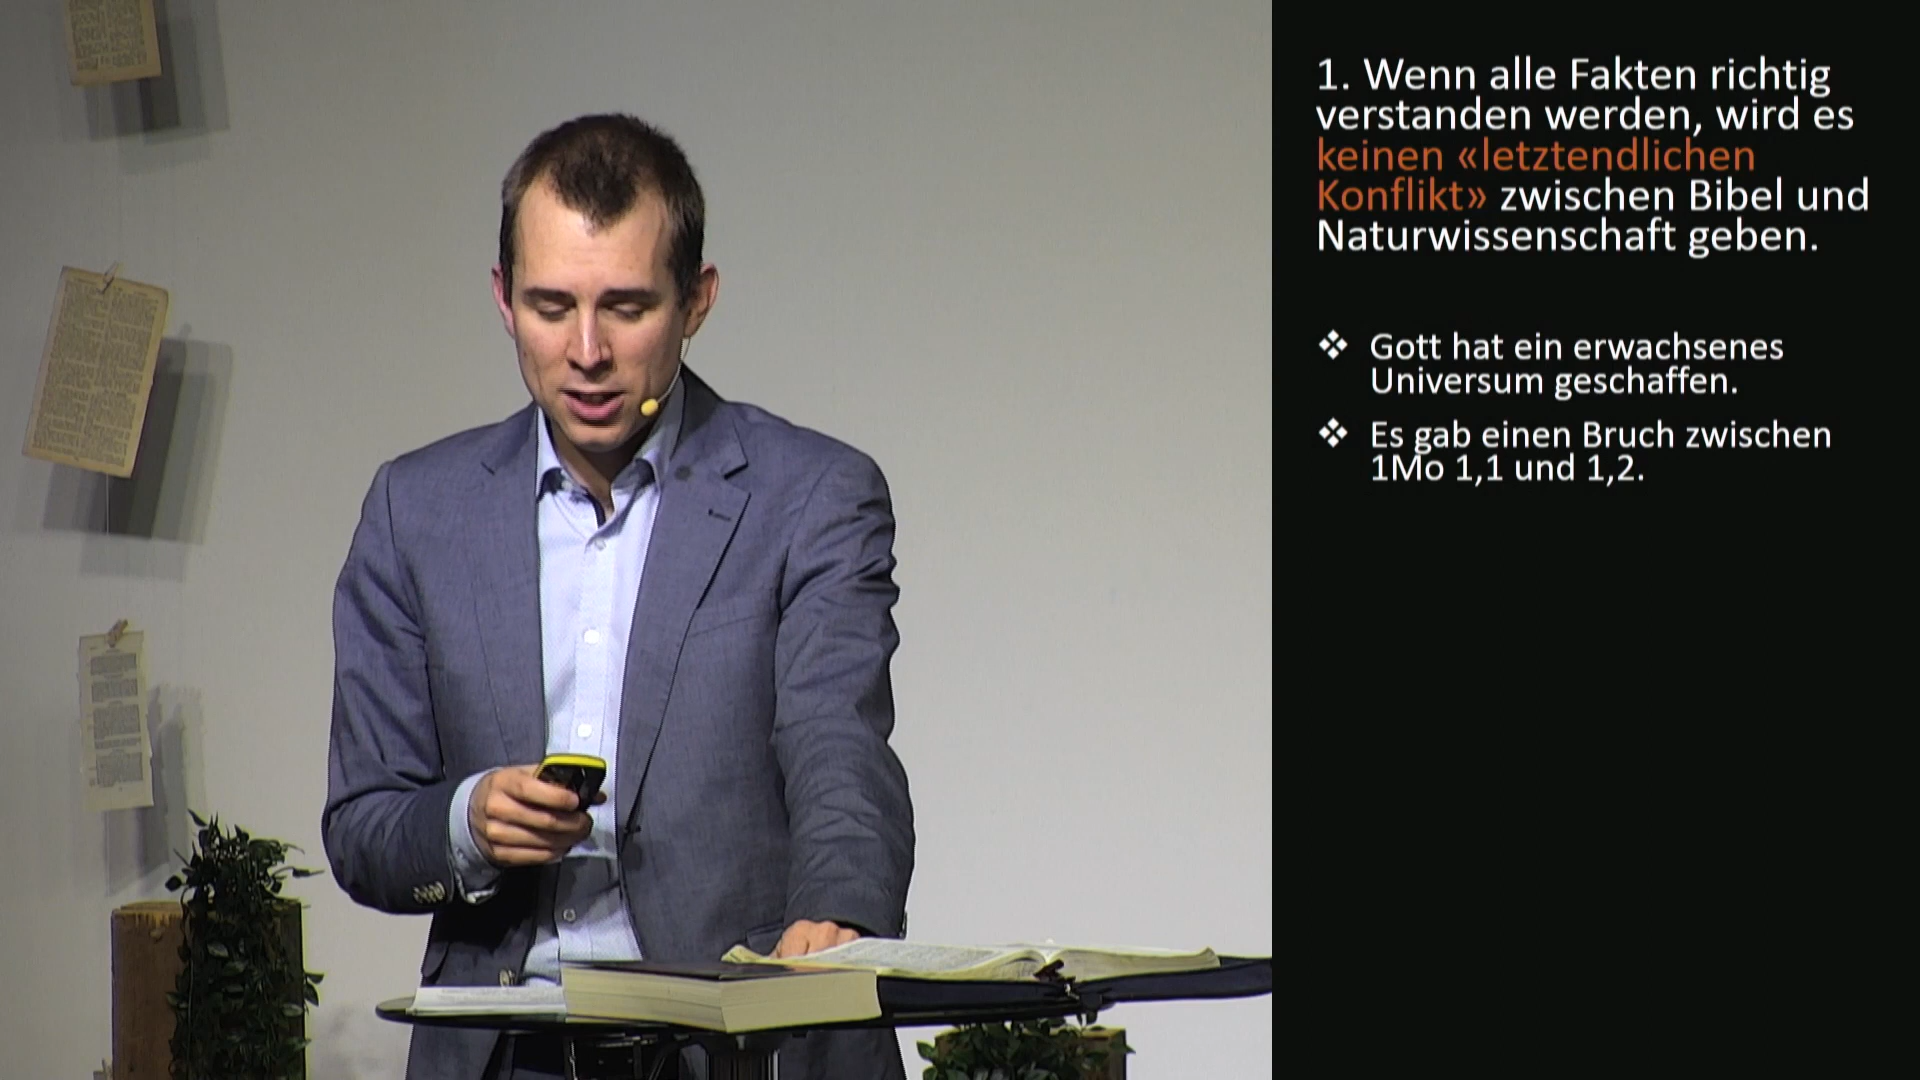 1. Wenn alle Fakten richtig
verstanden werden, wird es
keinen «letztendlichen
Konflikt» zwischen Bibel und
Naturwissenschaft geben.
❖ Gott hat ein erwachsenes
Universum geschaffen.
❖ Es gab einen Bruch zwischen
1Mo 1,1 und 1,2.